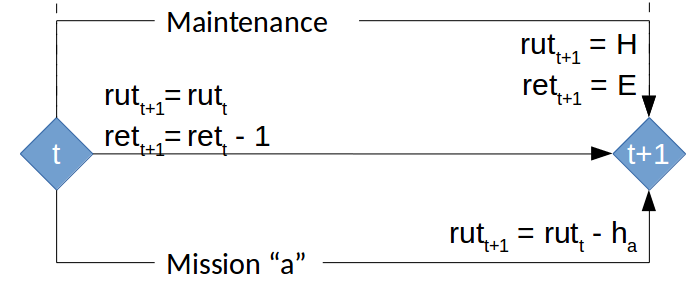 Maintenance
rut_{t+1} = H
ret_{t+1} = E
rut_{t+1}= rut_t
ret_{t+1}= ret_t - 1
t
t+1
rut_{t+1} = rut_t - h_a
Mission “a”